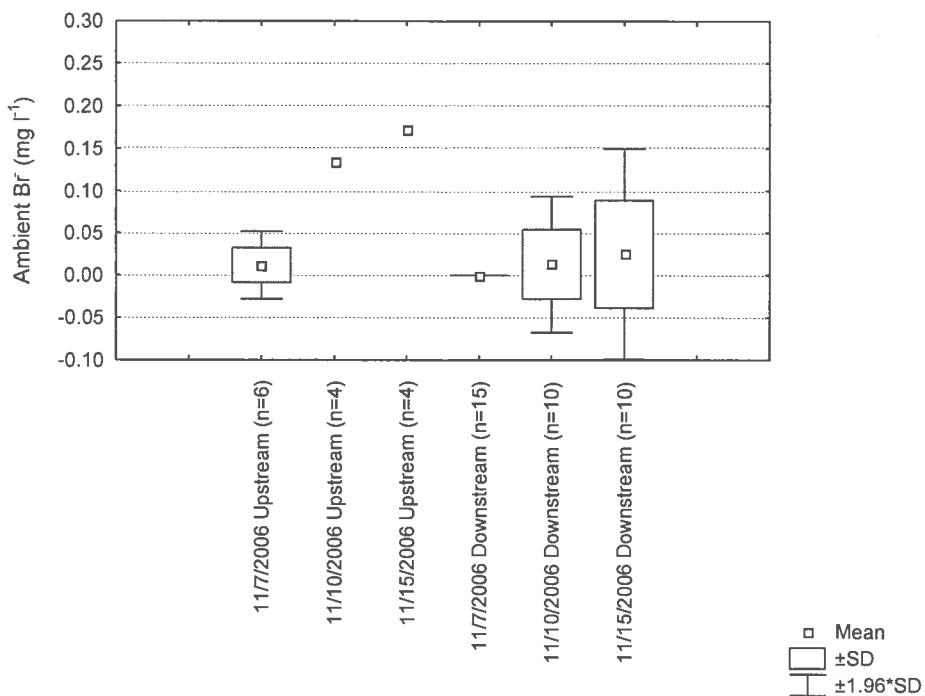 Ambient Br⁻ (mg l⁻¹)
0.30
0.25
0.20
0.15
0.10
0.05
0.00
-0.05
-0.10
11/7/2006 Upstream (n=6)
11/10/2006 Upstream (n=4)
11/15/2006 Upstream (n=4)
11/7/2006 Downstream (n=15)
11/10/2006 Downstream (n=10)
11/15/2006 Downstream (n=10)
Mean
±SD
±1.96*SD